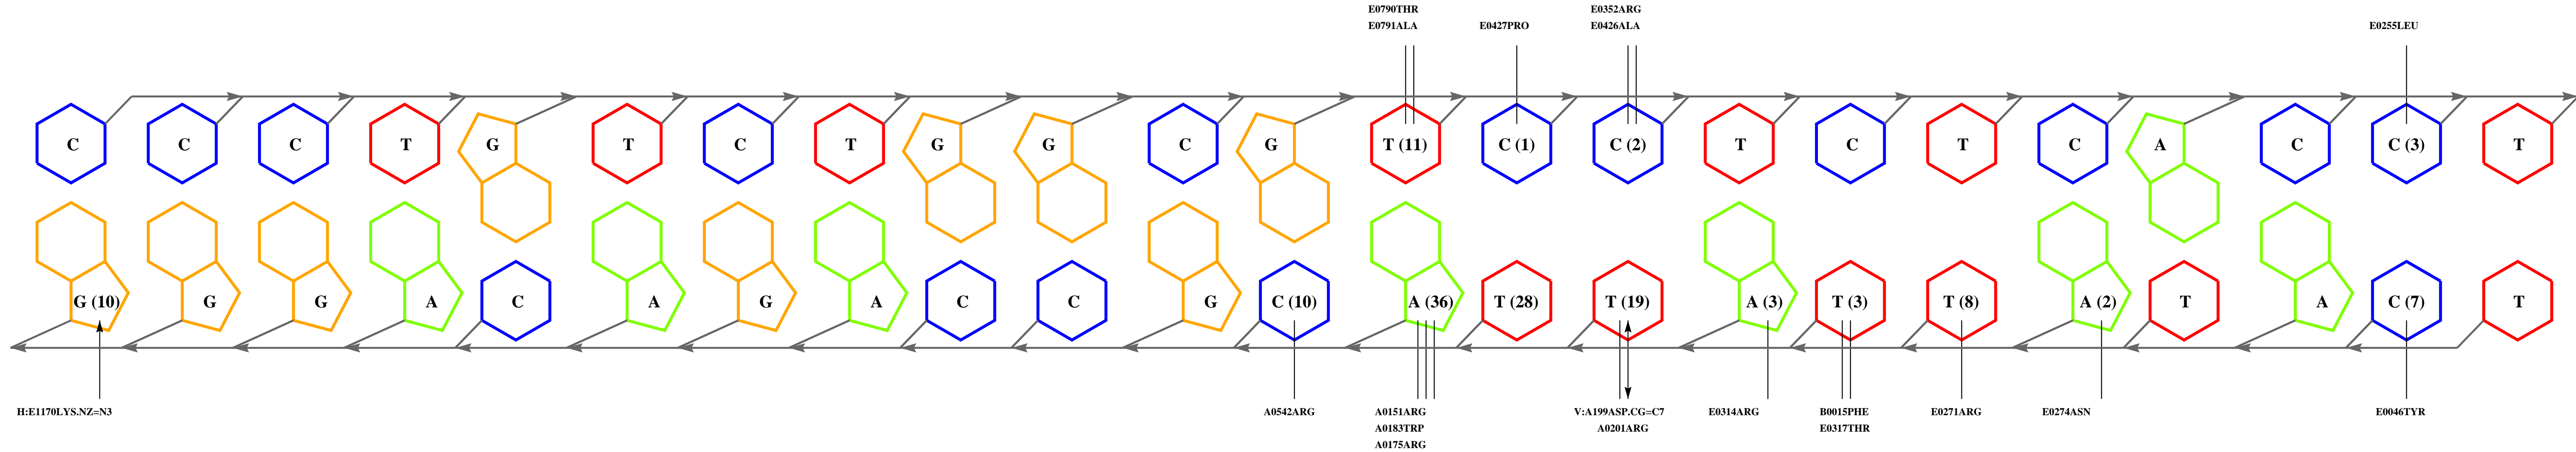 E0790THR E0352ARG
E0791ALA E0427PRO E0426ALA E0255LEU
C C C T G T C T G G C G T (11) C (1) C (2) T C T C A C C (3) T
G (10) G G A C A G A C C G C (10) A (36) T (28) T (19) A (3) T (3) T (8) A (2) T A C (7) T
H:E1170LYS.NZ=N3 A0542ARG A0151ARG V:A199ASP.CG=C7 E0314ARG B0015PHE E0271ARG E0274ASN E0046TYR
A0183TRP A0201ARG E0317THR
A0175ARG